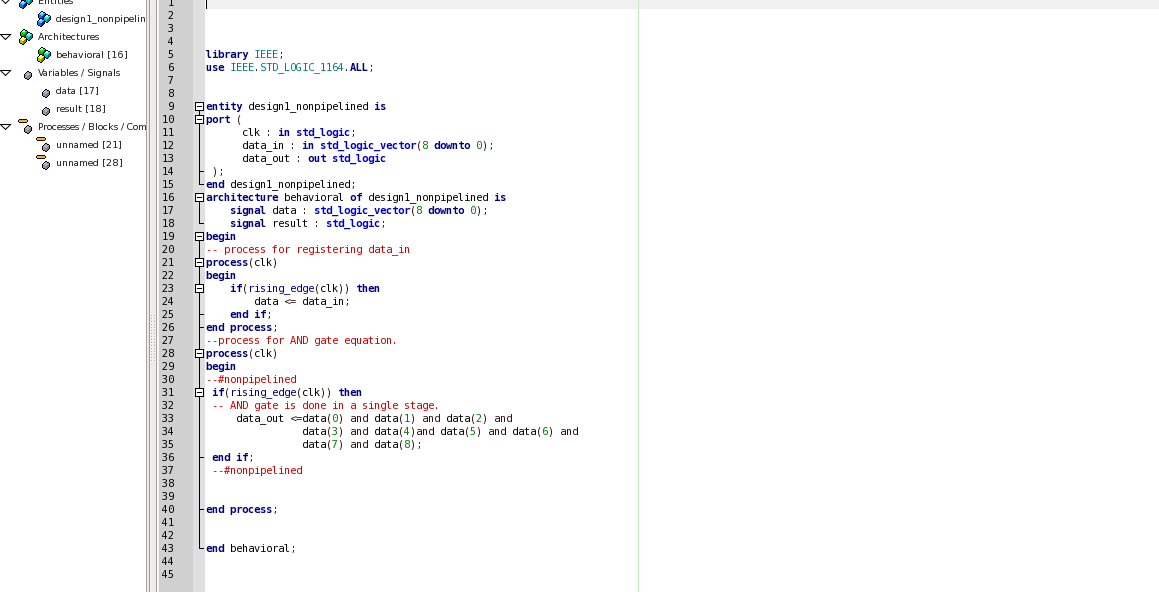 Entities
design1_nonpipelin
Architectures
behavioral [16]
Variables / Signals
data [17]
result [18]
Processes / Blocks / Com
unnamed [21]
unnamed [28]
1
2
3
4
5 library IEEE;
6 use IEEE.STD_LOGIC_1164.ALL;
7
8
9 entity design1_nonpipelined is
10 port (
11 clk : in std_logic;
12 data_in : in std_logic_vector(8 downto 0);
13 data_out : out std_logic
14 );
15 end design1_nonpipelined;
16 architecture behavioral of design1_nonpipelined is
17 signal data : std_logic_vector(8 downto 0);
18 signal result : std_logic;
19 begin
20 -- process for registering data_in
21 process(clk)
22 begin
23 if(rising_edge(clk)) then
24 data <= data_in;
25 end if;
26 end process;
27 --process for AND gate equation.
28 process(clk)
29 begin
30 --#nonpipelined
31 if(rising_edge(clk)) then
32 -- AND gate is done in a single stage.
33 data_out <=data(0) and data(1) and data(2) and
34 data(3) and data(4)and data(5) and data(6) and
35 data(7) and data(8);
36 end if;
37 --#nonpipelined
38
39
40 end process;
41
42
43 end behavioral;
44
45